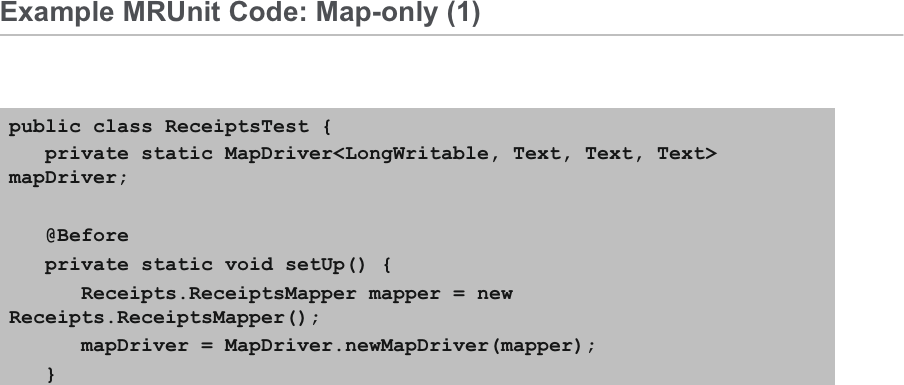 Example MRUnit Code: Map-only (1)
public class ReceiptsTest {
private static MapDriver<LongWritable, Text, Text, Text>
mapDriver;
@Before
private static void setUp() {
Receipts.ReceiptsMapper mapper = new
Receipts.ReceiptsMapper();
mapDriver = MapDriver.newMapDriver(mapper);
}